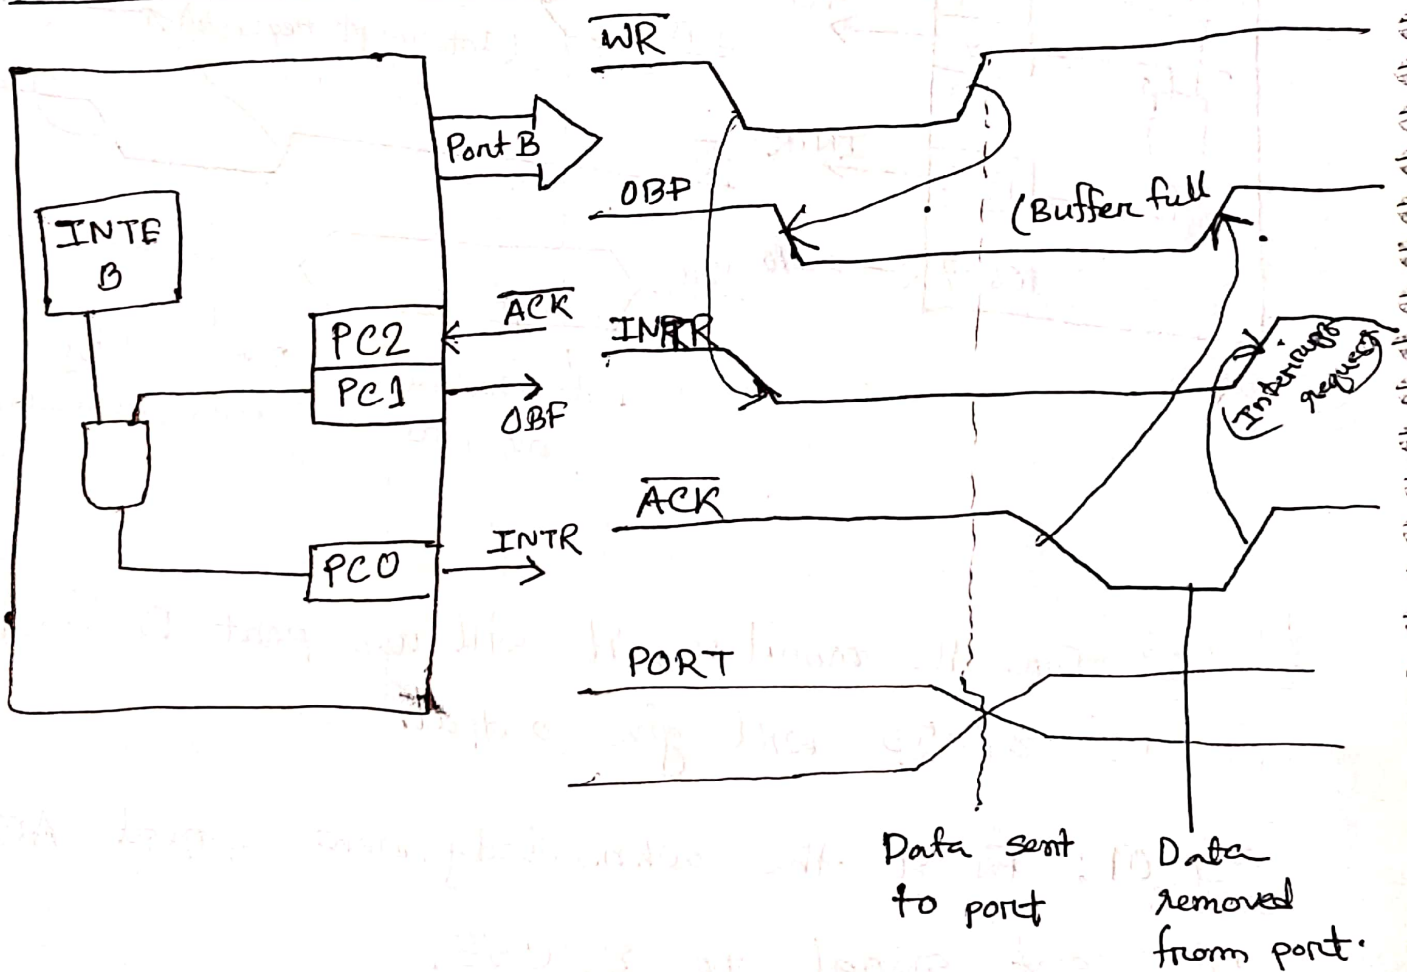 INTE
B
Port B
PC2
PC1
PC0
ACK
OBF
INTR
WR
OBP
(Buffer full
INTR
(Interrupt
request)
ACK
PORT
Data sent
to port
Data
removed
from port.